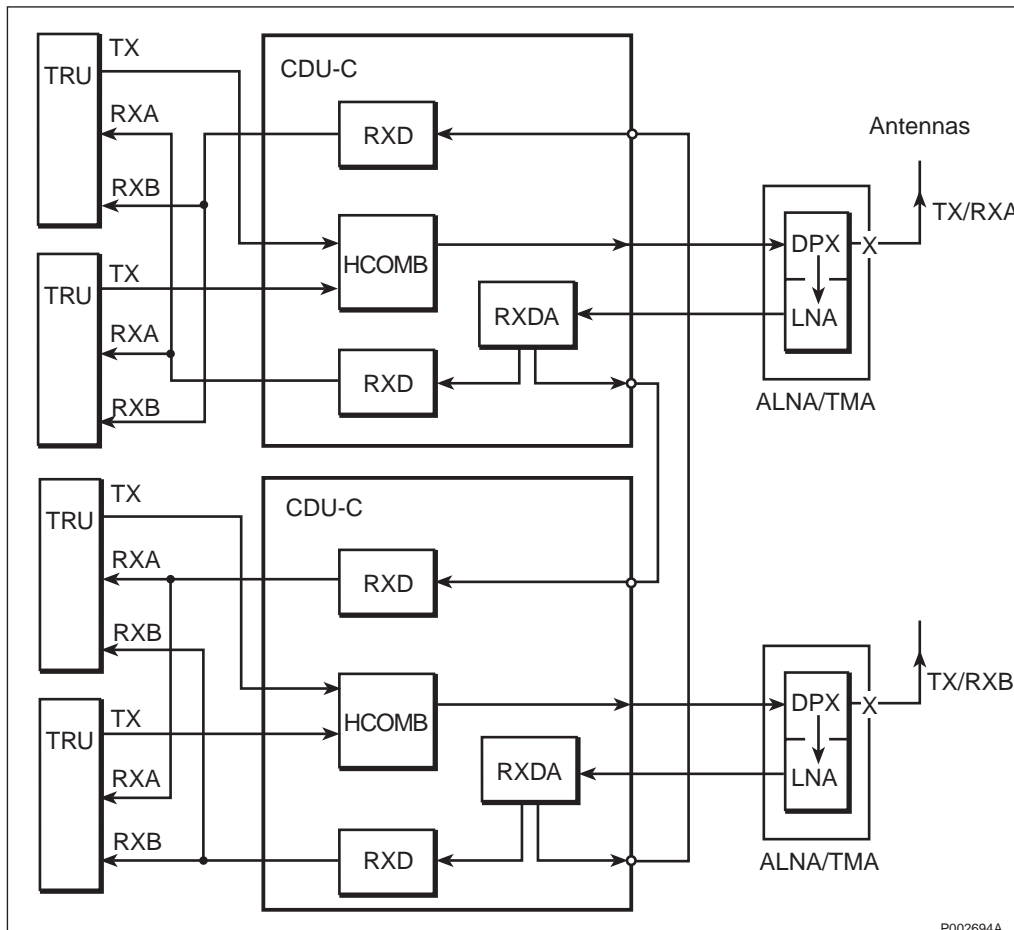 TRU
TX
RXA
RXB
CDU-C
RXD
HCOMB
RXDA
RXD
TRU
TX
RXA
RXB
Antennas
TX/RXA
DPX
X
LNA
ALNA/TMA
TRU
TX
RXA
RXB
CDU-C
RXD
HCOMB
RXDA
RXD
TRU
TX
RXA
RXB
TX/RXB
DPX
X
LNA
ALNA/TMA
P002694A